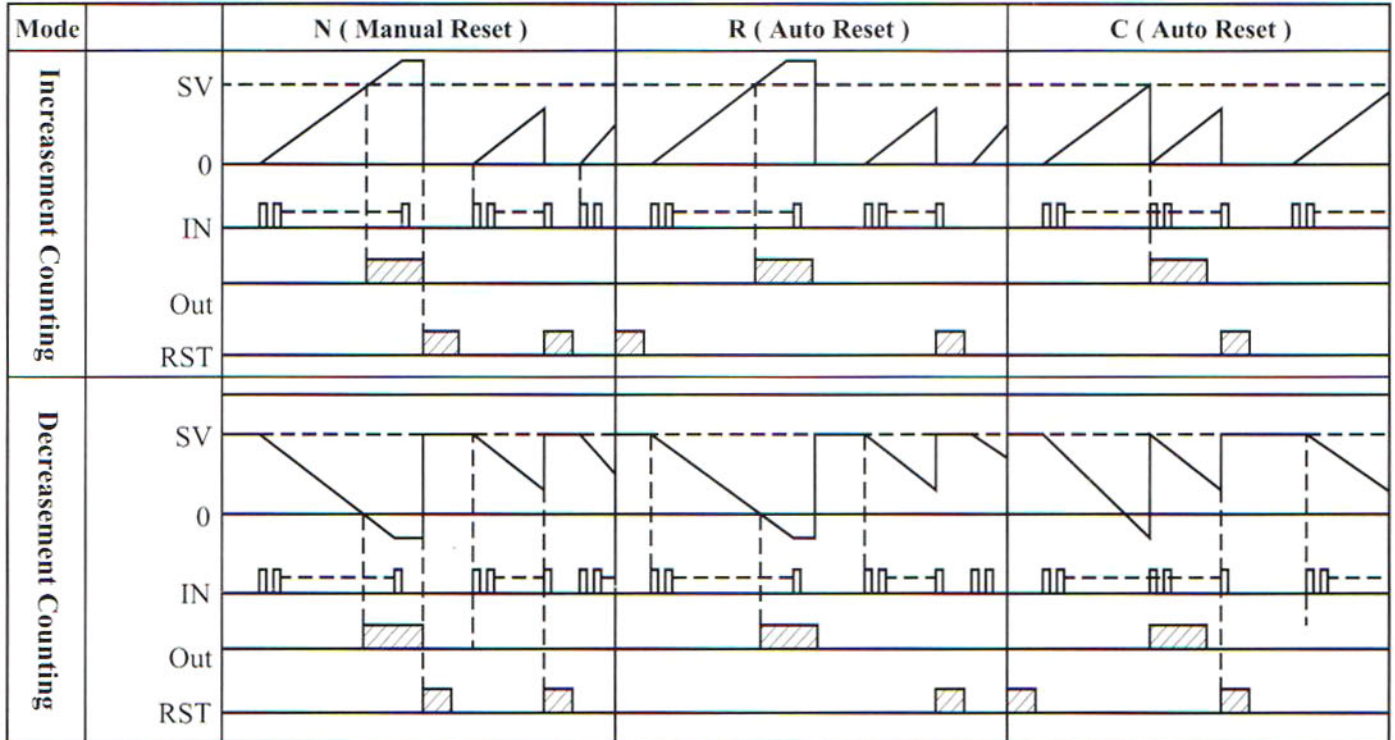 Mode
N ( Manual Reset )
R ( Auto Reset )
C ( Auto Reset )
Increasement Counting
SV
0
IN
Out
RST
Decreasement Counting
SV
0
IN
Out
RST